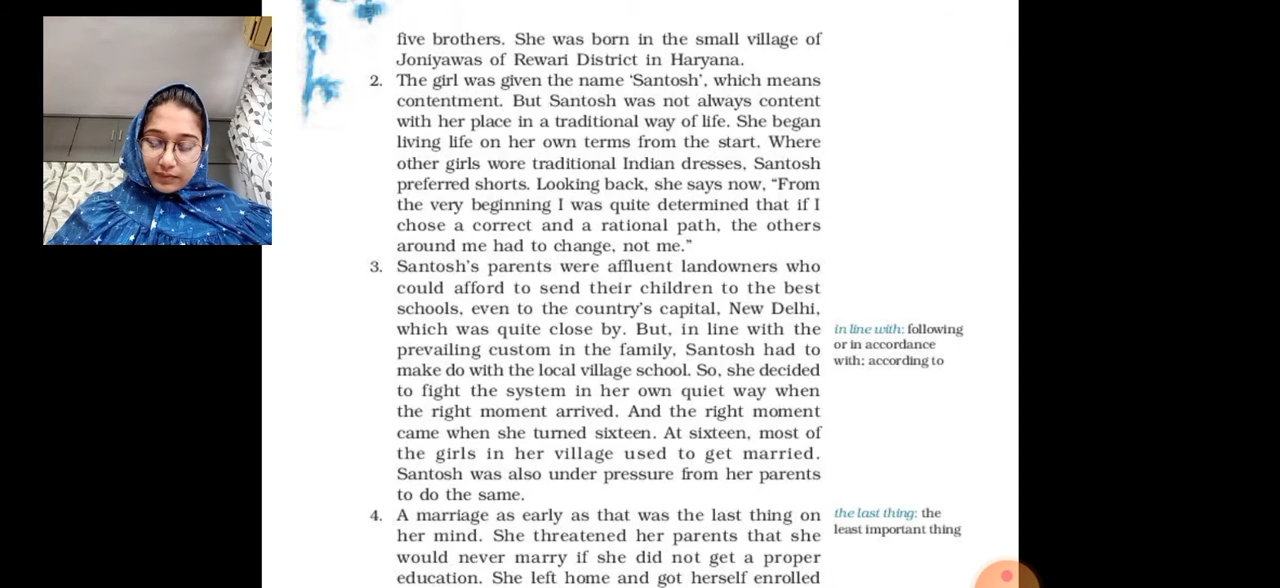 five brothers. She was born in the small village of
Joniyawas of Rewari District in Haryana.
2. The girl was given the name ‘Santosh’, which means
contentment. But Santosh was not always content
with her place in a traditional way of life. She began
living life on her own terms from the start. Where
other girls wore traditional Indian dresses, Santosh
preferred shorts. Looking back, she says now, “From
the very beginning I was quite determined that if I
chose a correct and a rational path, the others
around me had to change, not me.”
3. Santosh’s parents were affluent landowners who
could afford to send their children to the best
schools, even to the country’s capital, New Delhi,
which was quite close by. But, in line with the
prevailing custom in the family, Santosh had to
make do with the local village school. So, she decided
to fight the system in her own quiet way when
the right moment arrived. And the right moment
came when she turned sixteen. At sixteen, most of
the girls in her village used to get married.
Santosh was also under pressure from her parents
to do the same.
in line with: following
or in accordance
with; according to
4. A marriage as early as that was the last thing on
her mind. She threatened her parents that she
would never marry if she did not get a proper
education. She left home and got herself enrolled
the last thing: the
least important thing